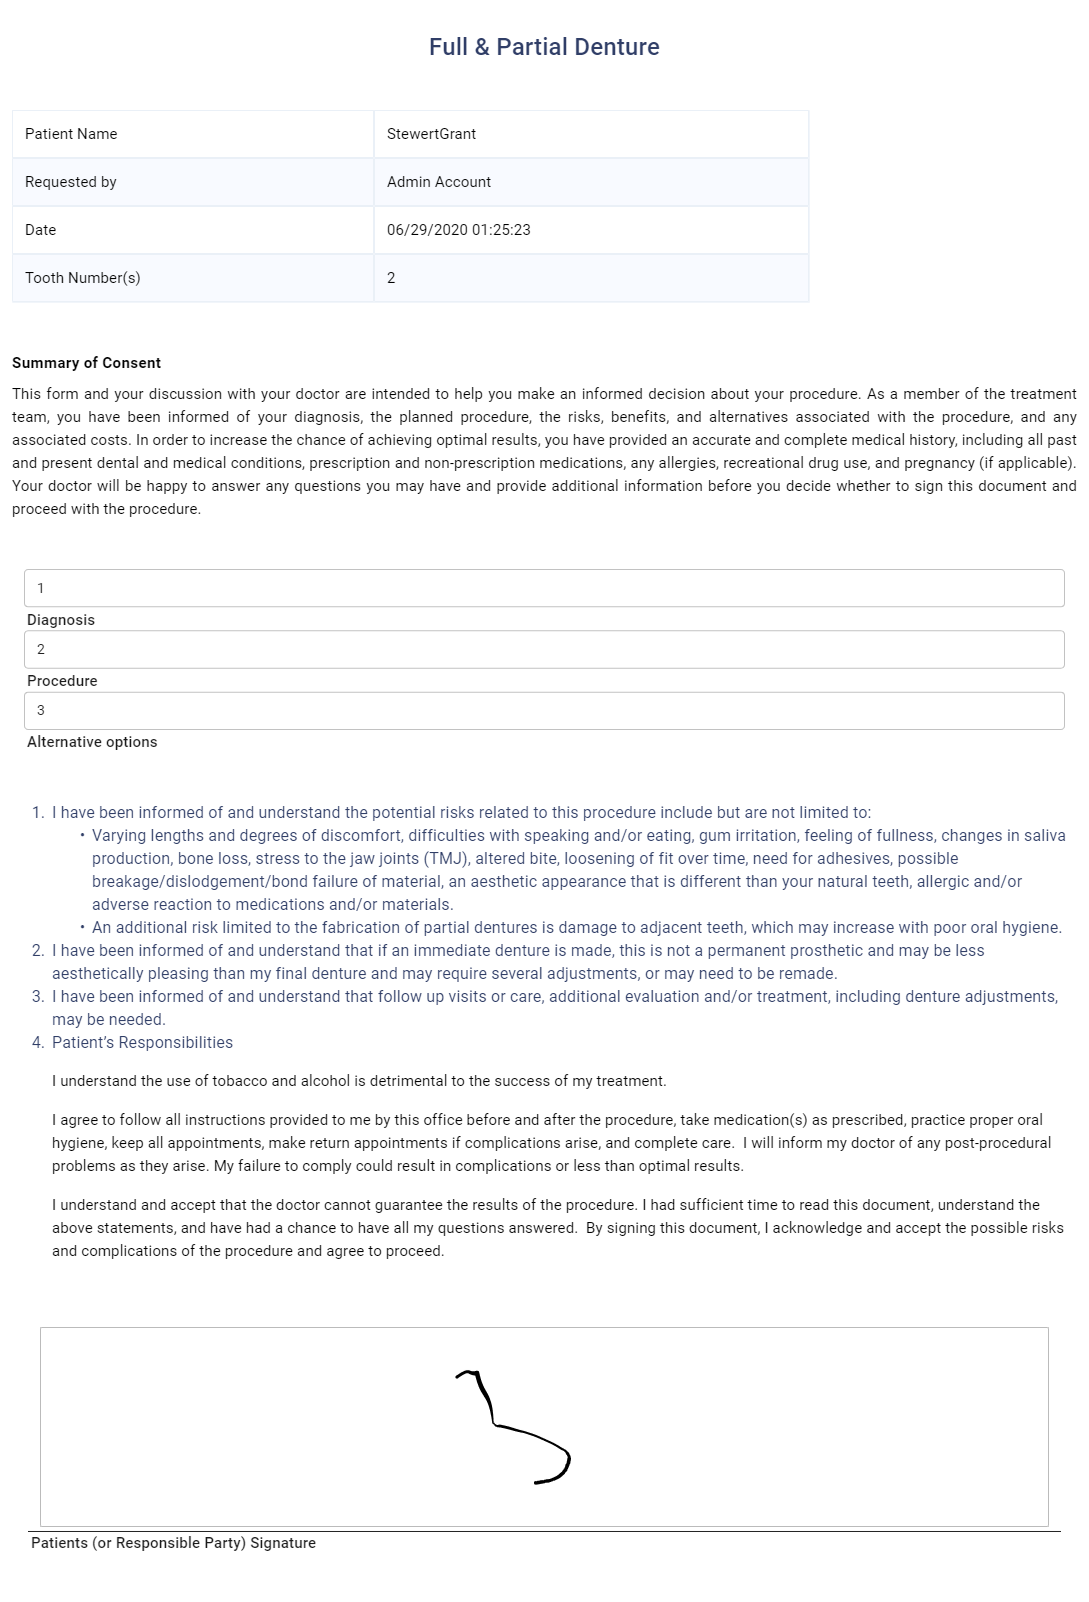 Full & Partial Denture
Patient Name StewertGrant
Requested by Admin Account
Date 06/29/2020 01:25:23
Tooth Number(s) 2
Summary of Consent
This form and your discussion with your doctor are intended to help you make an informed decision about your procedure. As a member of the treatment
team, you have been informed of your diagnosis, the planned procedure, the risks, benefits, and alternatives associated with the procedure, and any
associated costs. In order to increase the chance of achieving optimal results, you have provided an accurate and complete medical history, including all past
and present dental and medical conditions, prescription and non-prescription medications, any allergies, recreational drug use, and pregnancy (if applicable).
Your doctor will be happy to answer any questions you may have and provide additional information before you decide whether to sign this document and
proceed with the procedure.
1
Diagnosis
2
Procedure
3
Alternative options
1. I have been informed of and understand the potential risks related to this procedure include but are not limited to:
• Varying lengths and degrees of discomfort, difficulties with speaking and/or eating, gum irritation, feeling of fullness, changes in saliva
production, bone loss, stress to the jaw joints (TMJ), altered bite, loosening of fit over time, need for adhesives, possible
breakage/dislodgement/bond failure of material, an aesthetic appearance that is different than your natural teeth, allergic and/or
adverse reaction to medications and/or materials.
• An additional risk limited to the fabrication of partial dentures is damage to adjacent teeth, which may increase with poor oral hygiene.
2. I have been informed of and understand that if an immediate denture is made, this is not a permanent prosthetic and may be less
aesthetically pleasing than my final denture and may require several adjustments, or may need to be remade.
3. I have been informed of and understand that follow up visits or care, additional evaluation and/or treatment, including denture adjustments,
may be needed.
4. Patient’s Responsibilities
I understand the use of tobacco and alcohol is detrimental to the success of my treatment.
I agree to follow all instructions provided to me by this office before and after the procedure, take medication(s) as prescribed, practice proper oral
hygiene, keep all appointments, make return appointments if complications arise, and complete care. I will inform my doctor of any post-procedural
problems as they arise. My failure to comply could result in complications or less than optimal results.
I understand and accept that the doctor cannot guarantee the results of the procedure. I had sufficient time to read this document, understand the
above statements, and have had a chance to have all my questions answered. By signing this document, I acknowledge and accept the possible risks
and complications of the procedure and agree to proceed.
Patients (or Responsible Party) Signature